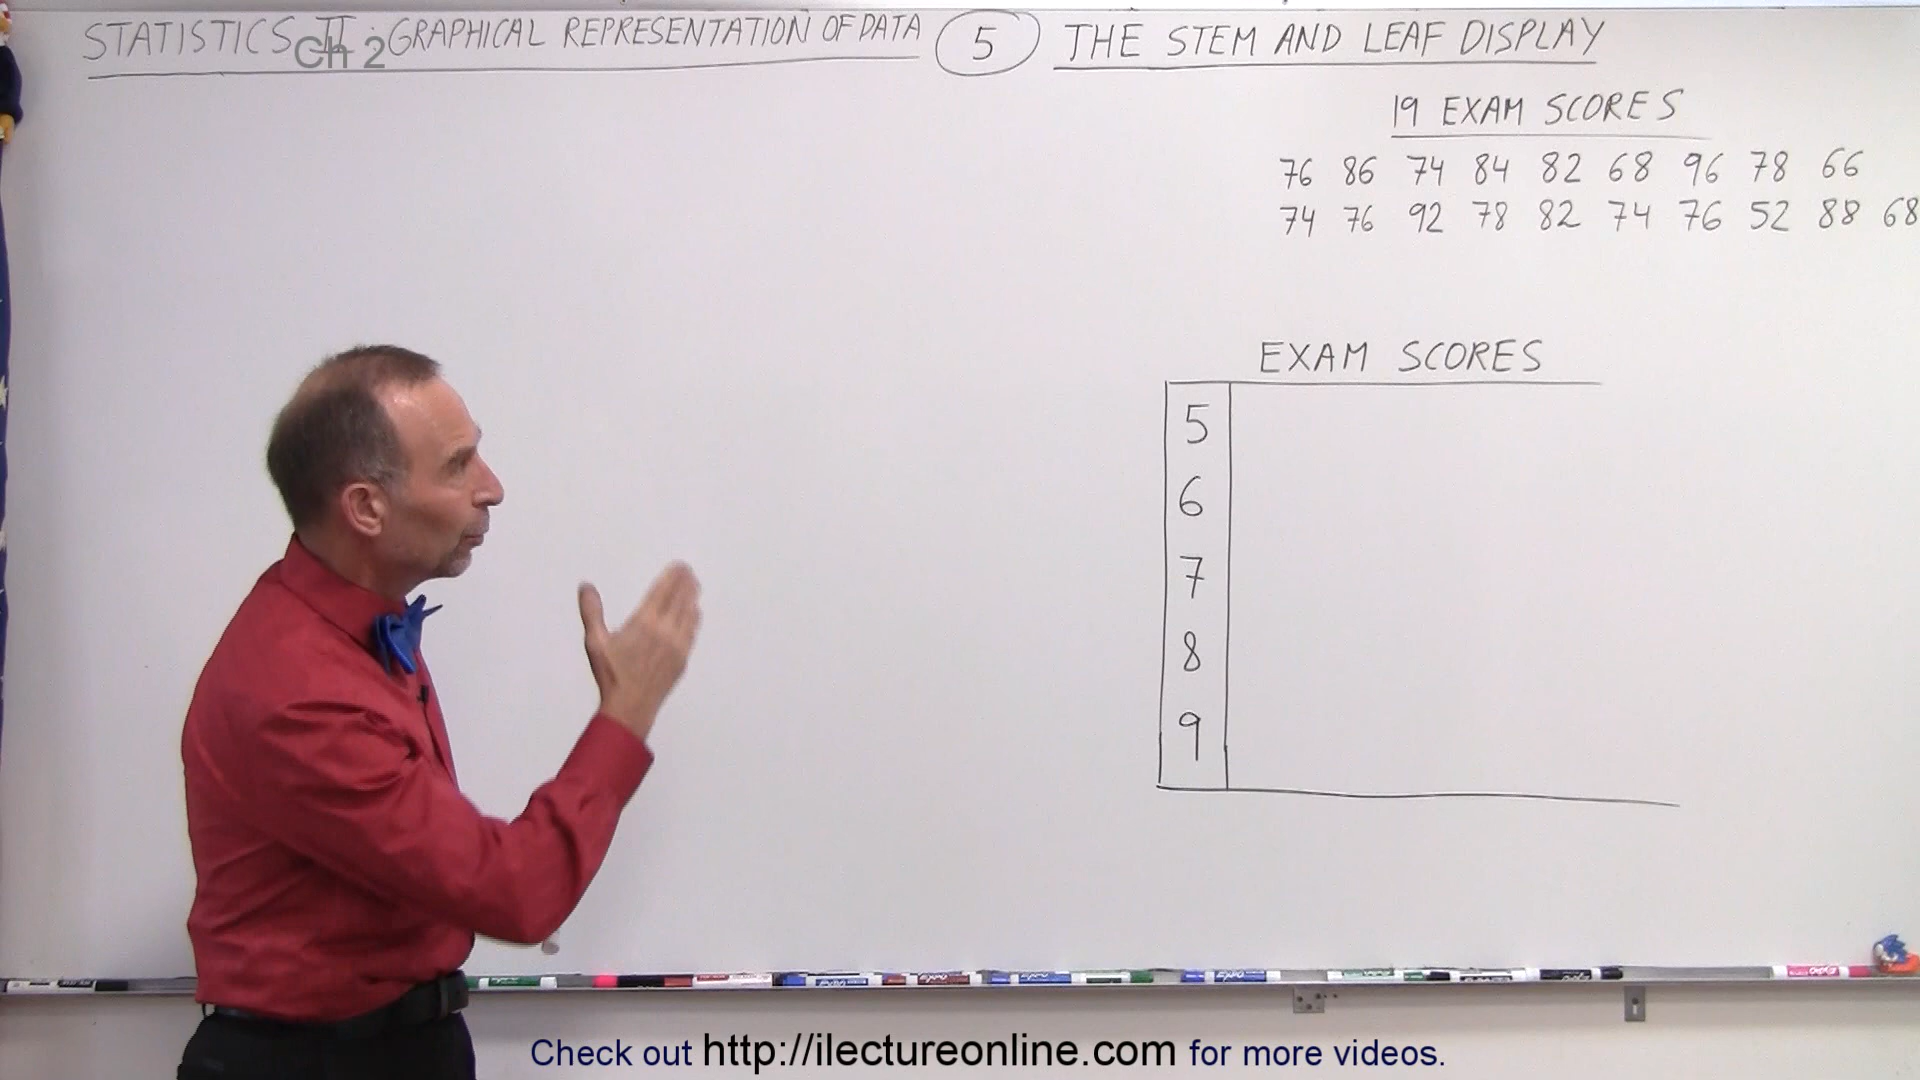 STATISTICS II : GRAPHICAL REPRESENTATION OF DATA 5 THE STEM AND LEAF DISPLAY
Ch 2
19 EXAM SCORES
76 86 74 84 82 68 96 78 66
74 76 92 78 82 74 76 52 88 68
EXAM SCORES
5
6
7
8
9
Check out http://ilectureonline.com for more videos.